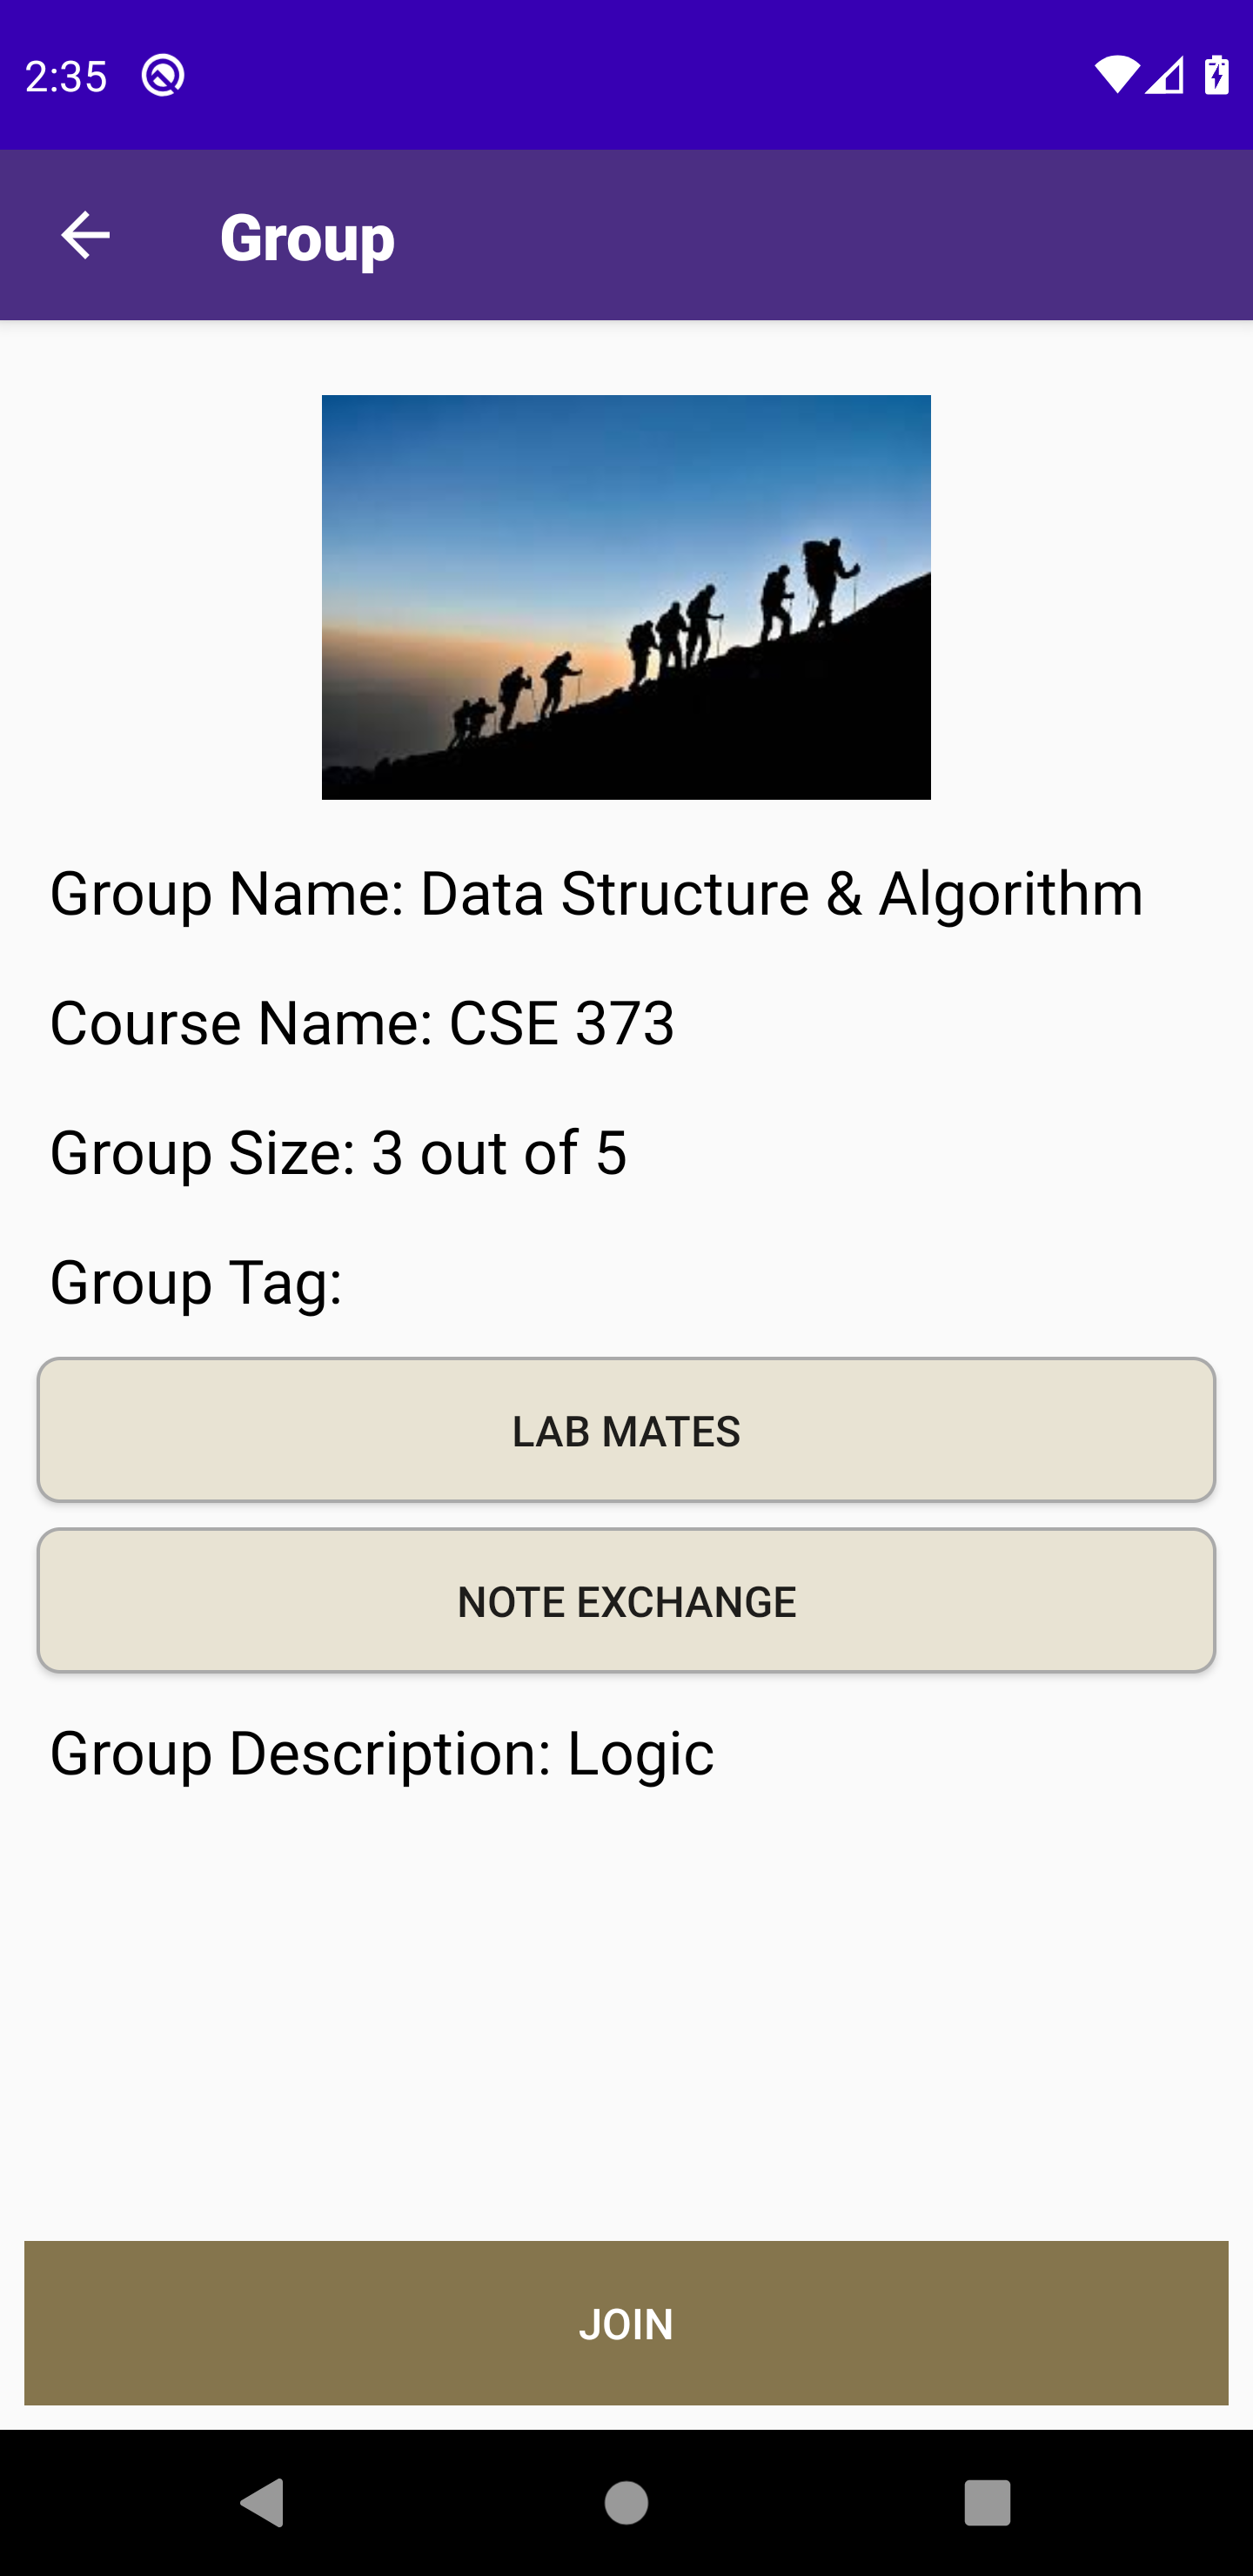 2:35
Group
Group Name: Data Structure & Algorithm
Course Name: CSE 373
Group Size: 3 out of 5
Group Tag:
LAB MATES
NOTE EXCHANGE
Group Description: Logic
JOIN